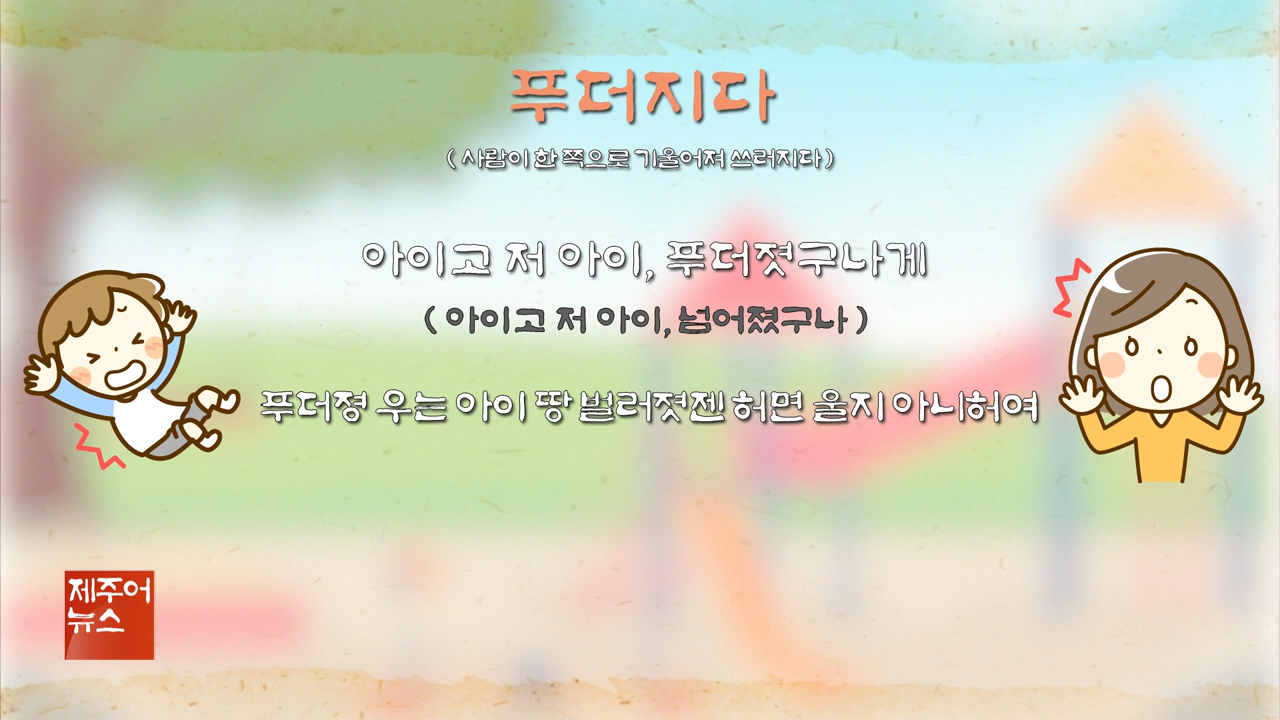 푸더지다
( 사람이 한 쪽으로 기울어져 쓰러지다 )
아이고 저 아이, 푸더졋구나게
( 아이고 저 아이, 넘어졌구나 )
푸더정 우는 아이 땅 벌러졋젠 허면 울지 아니허여
제주어
뉴스